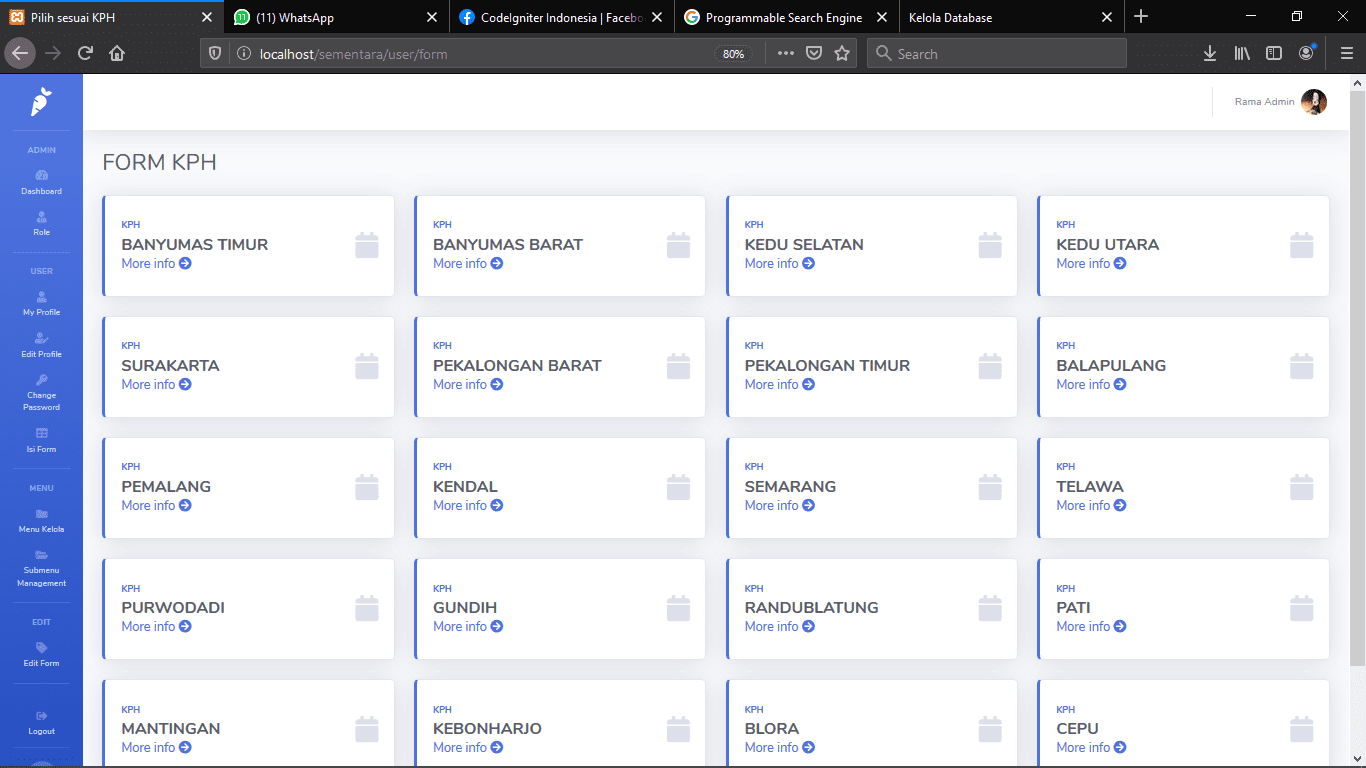 Pilih sesuai KPH
(11) WhatsApp
CodeIgniter Indonesia | Facebo
Programmable Search Engine
Kelola Database
localhost/sementara/user/form
80%
Search
Rama Admin
ADMIN
Dashboard
Role
USER
My Profile
Edit Profile
Change
Password
Isi Form
MENU
Menu Kelola
Submenu
Management
EDIT
Edit Form
Logout
FORM KPH
KPH
BANYUMAS TIMUR
More info
KPH
BANYUMAS BARAT
More info
KPH
KEDU SELATAN
More info
KPH
KEDU UTARA
More info
KPH
SURAKARTA
More info
KPH
PEKALONGAN BARAT
More info
KPH
PEKALONGAN TIMUR
More info
KPH
BALAPULANG
More info
KPH
PEMALANG
More info
KPH
KENDAL
More info
KPH
SEMARANG
More info
KPH
TELAWA
More info
KPH
PURWODADI
More info
KPH
GUNDIH
More info
KPH
RANDUBLATUNG
More info
KPH
PATI
More info
KPH
MANTINGAN
More info
KPH
KEBONHARJO
More info
KPH
BLORA
More info
KPH
CEPU
More info